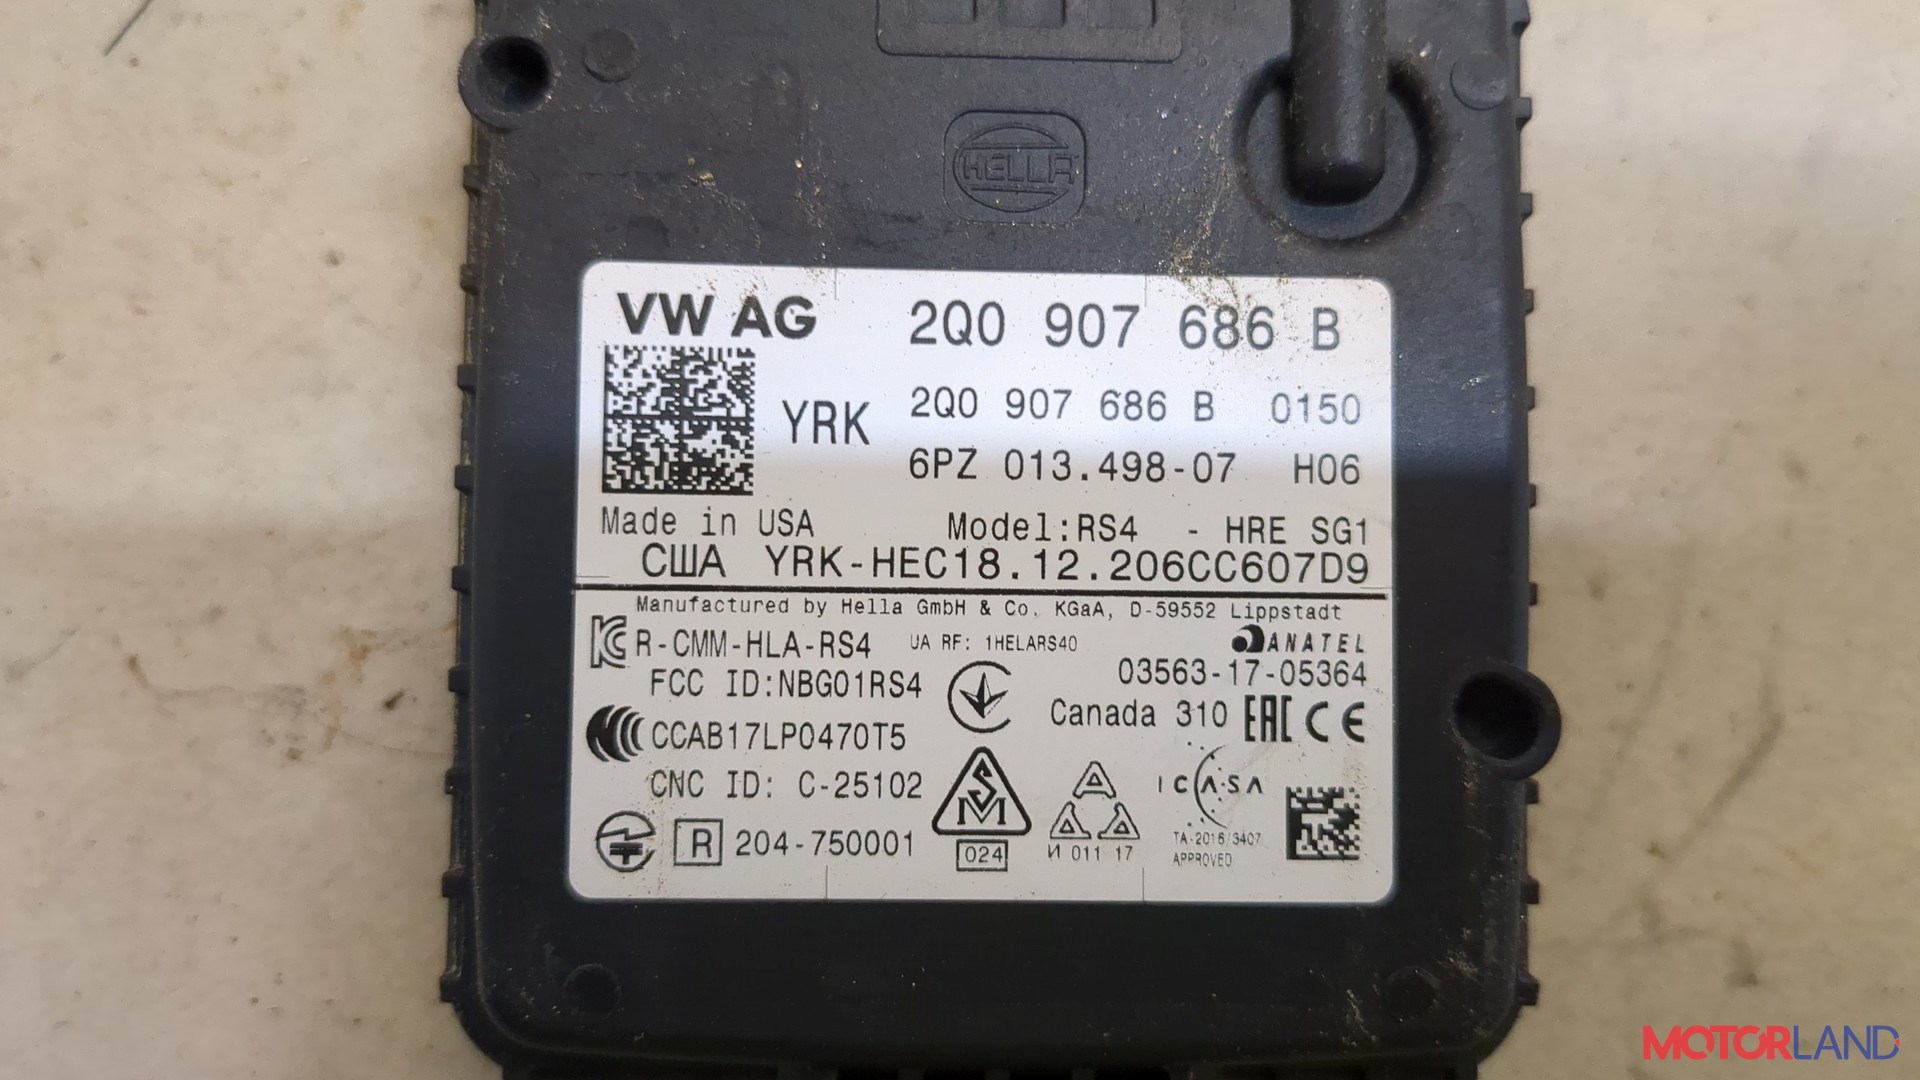 HELLA
VW AG 2Q0 907 686 B
YRK 2Q0 907 686 B 0150
6PZ 013.498-07 H06
Made in USA Model:RS4 - HRE SG1
США YRK-HEC18.12.206CC607D9
Manufactured by Hella GmbH & Co. KGaA, D-59552 Lippstadt
R-CMM-HLA-RS4 UA RF: 1HELARS40 ANATEL
FCC ID:NBG01RS4 03563-17-05364
Canada 310 EAC CE
CCAB17LP0470T5
CNC ID: C-25102 SM A ICASA
R 204-750001 024 И 011 17 TA-2016/3407
APPROVED
MOTORLAND